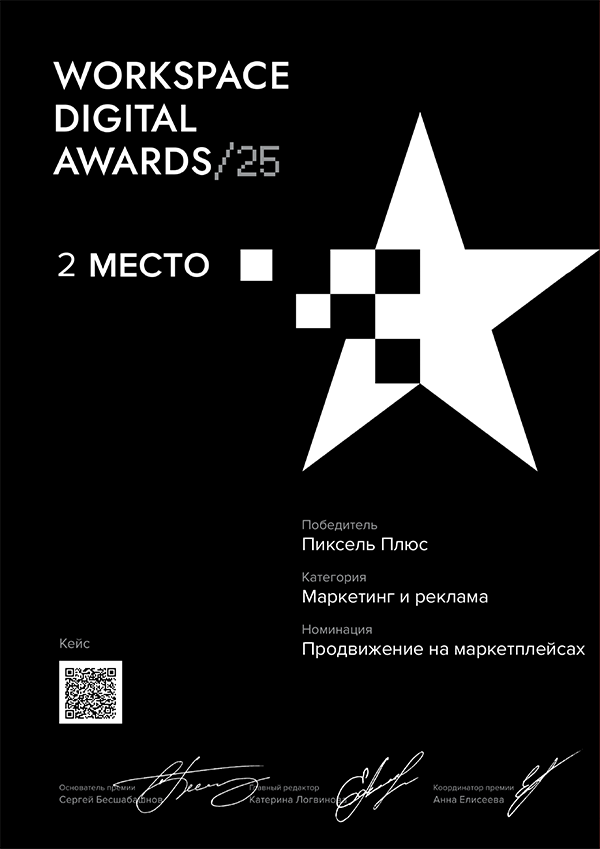 WORKSPACE
DIGITAL
AWARDS/25
2 МЕСТО
Победитель
Пиксель Плюс
Категория
Маркетинг и реклама
Номинация
Продвижение на маркетплейсах
Кейс
Основатель премии
Сергей Бесшабашнов
Главный редактор
Катерина Логвинова
Координатор премии
Анна Елисеева